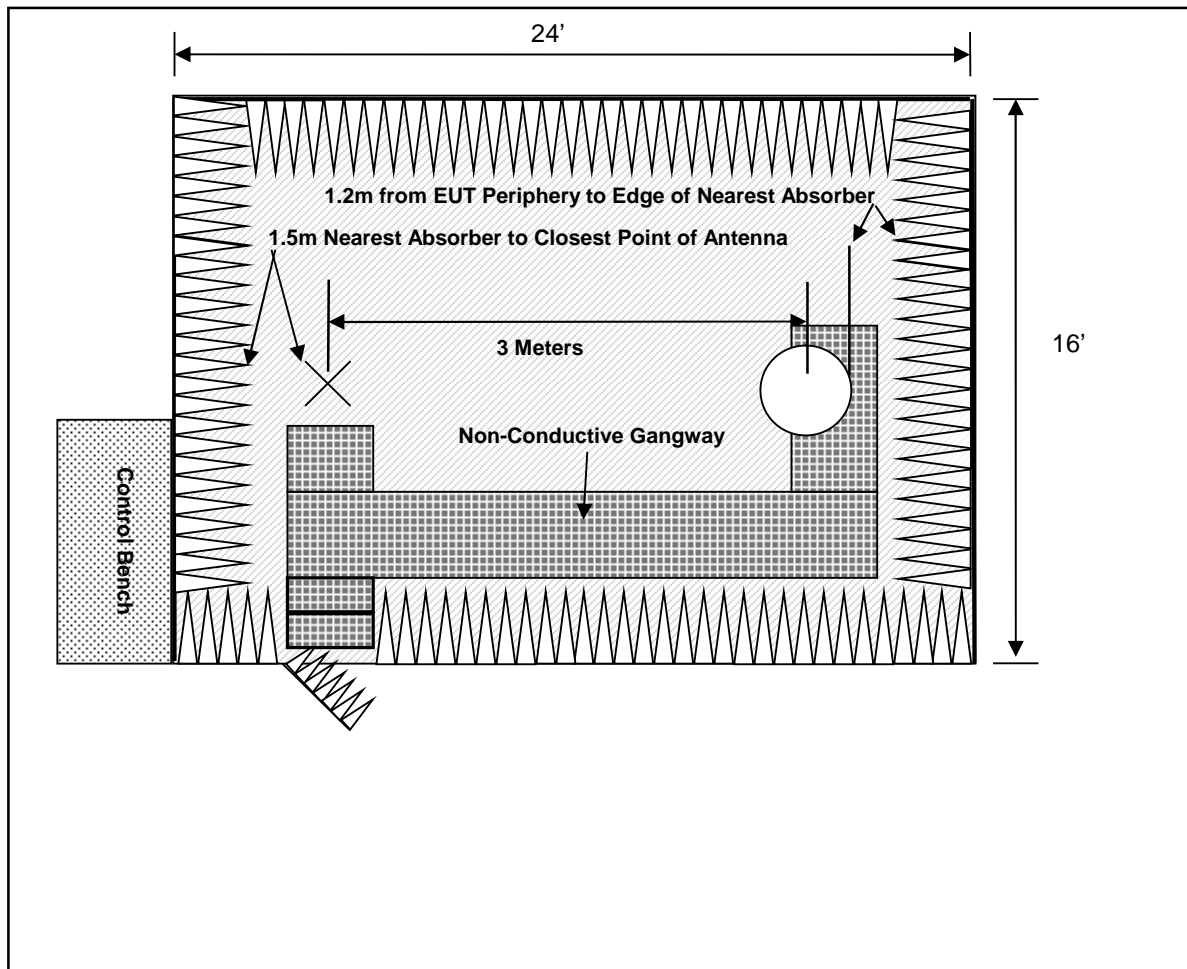 24’
1.2m from EUT Periphery to Edge of Nearest Absorber
1.5m Nearest Absorber to Closest Point of Antenna
3 Meters
16’
Non-Conductive Gangway
Control Bench